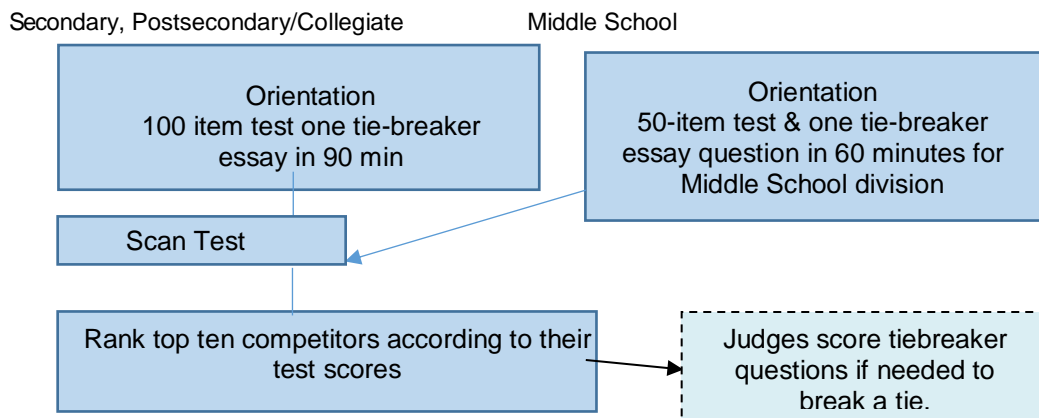 Secondary, Postsecondary/Collegiate
Middle School
Orientation
100 item test one tie-breaker
essay in 90 min
Orientation
50-item test & one tie-breaker
essay question in 60 minutes for
Middle School division
Scan Test
Rank top ten competitors according to their
test scores
Judges score tiebreaker
questions if needed to
break a tie.